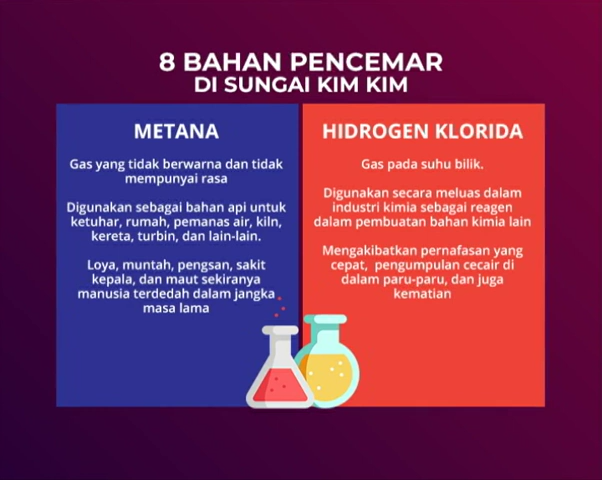 8 BAHAN PENCEMAR
DI SUNGAI KIM KIM
METANA
Gas yang tidak berwarna dan tidak
mempunyai rasa
Digunakan sebagai bahan api untuk
ketuhar, rumah, pemanas air, kiln,
kereta, turbin, dan lain-lain.
Loya, muntah, pengsan, sakit
kepala, dan maut sekiranya
manusia terdedah dalam jangka
masa lama
HIDROGEN KLORIDA
Gas pada suhu bilik.
Digunakan secara meluas dalam
industri kimia sebagai reagen
dalam pembuatan bahan kimia lain
Mengakibatkan pernafasan yang
cepat, pengumpulan cecair di
dalam paru-paru, dan juga
kematian